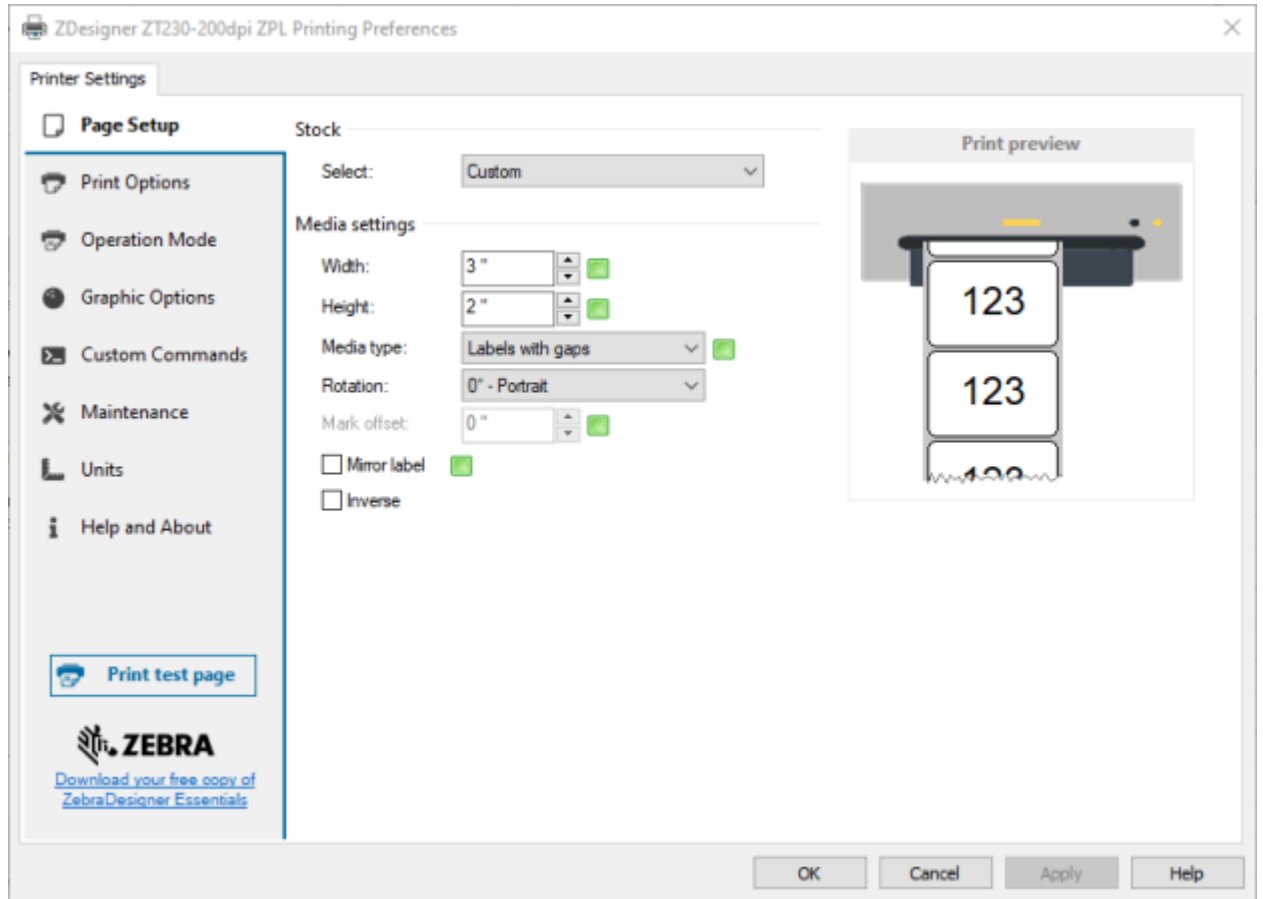 ZDesigner ZT230-200dpi ZPL Printing Preferences
Printer Settings
Page Setup
Print Options
Operation Mode
Graphic Options
Custom Commands
Maintenance
Units
Help and About
Print test page
ZEBRA
Download your free copy of
ZebraDesigner Essentials
Stock
Select: Custom
Media settings
Width: 3 "
Height: 2 "
Media type: Labels with gaps
Rotation: 0° - Portrait
Mark offset: 0 "
Mirror label
Inverse
Print preview
123
123
123
OK Cancel Apply Help